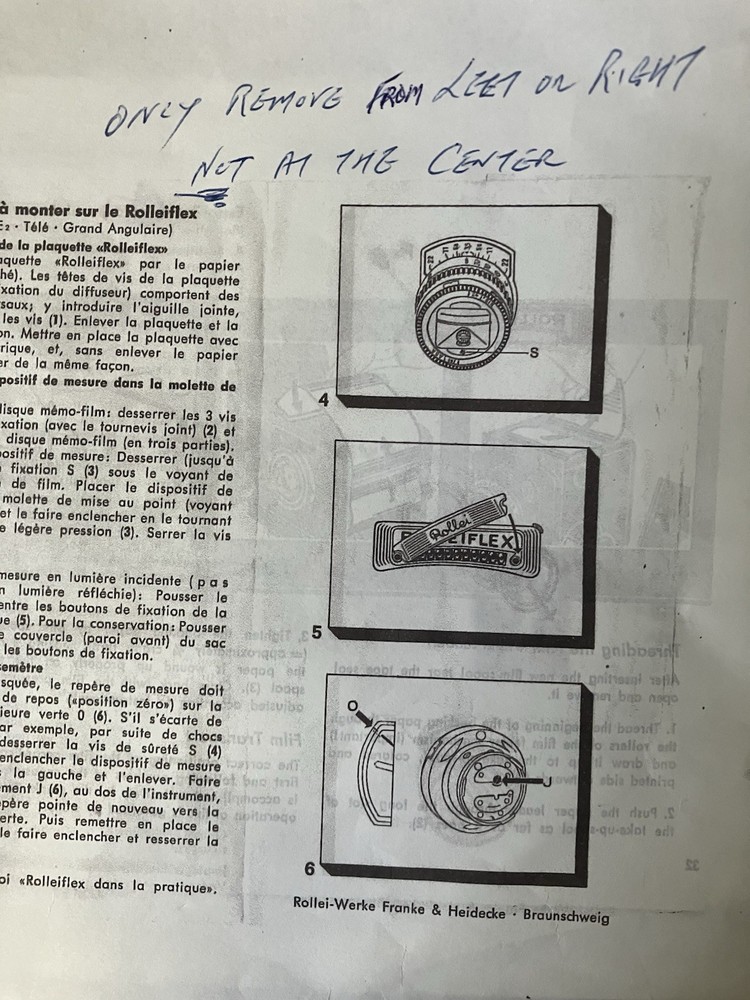 ONLY REMOVE FROM LEFT OR RIGHT
NOT AT THE CENTER
à monter sur le Rolleiflex
E2 · Télé · Grand Angulaire)
de la plaquette «Rolleiflex»
aquette «Rolleiflex» par le papier
hé). Les têtes de vis de la plaquette
ixation du diffuseur) comportent des
saux; y introduire l'aiguille jointe,
les vis (1). Enlever la plaquette et la
on. Mettre en place la plaquette avec
rique, et, sans enlever le papier
er de la même façon.
positif de mesure dans la molette de
disque mémo-film: desserrer les 3 vis
xation (avec le tournevis joint) (2) et
disque mémo-film (en trois parties).
ositif de mesure: Desserrer (jusqu'à
fixation S (3) sous le voyant de
de film. Placer le dispositif de
molette de mise au point (voyant
et le faire enclencher en le tournant
e légère pression (3). Serrer la vis
mesure en lumière incidente (pas
n lumière réfléchie): Pousser le
entre les boutons de fixation de la
ue (5). Pour la conservation: Pousser
e couvercle (paroi avant) du sac
les boutons de fixation.
semètre
squée, le repère de mesure doit
de repos («position zéro») sur la
ieure verte 0 (6). S'il s'écarte de
ar exemple, par suite de chocs
desserrer la vis de sûreté S (4)
enclencher le dispositif de mesure
la gauche et l'enlever. Faire
ément J (6), au dos de l'instrument,
epère pointe de nouveau vers la
erte. Puis remettre en place le
le faire enclencher et resserrer la
oi «Rolleiflex dans la pratique».
S
4
Rollei
EIFLEX
5
O
J
6
Rollei-Werke Franke & Heidecke · Braunschweig